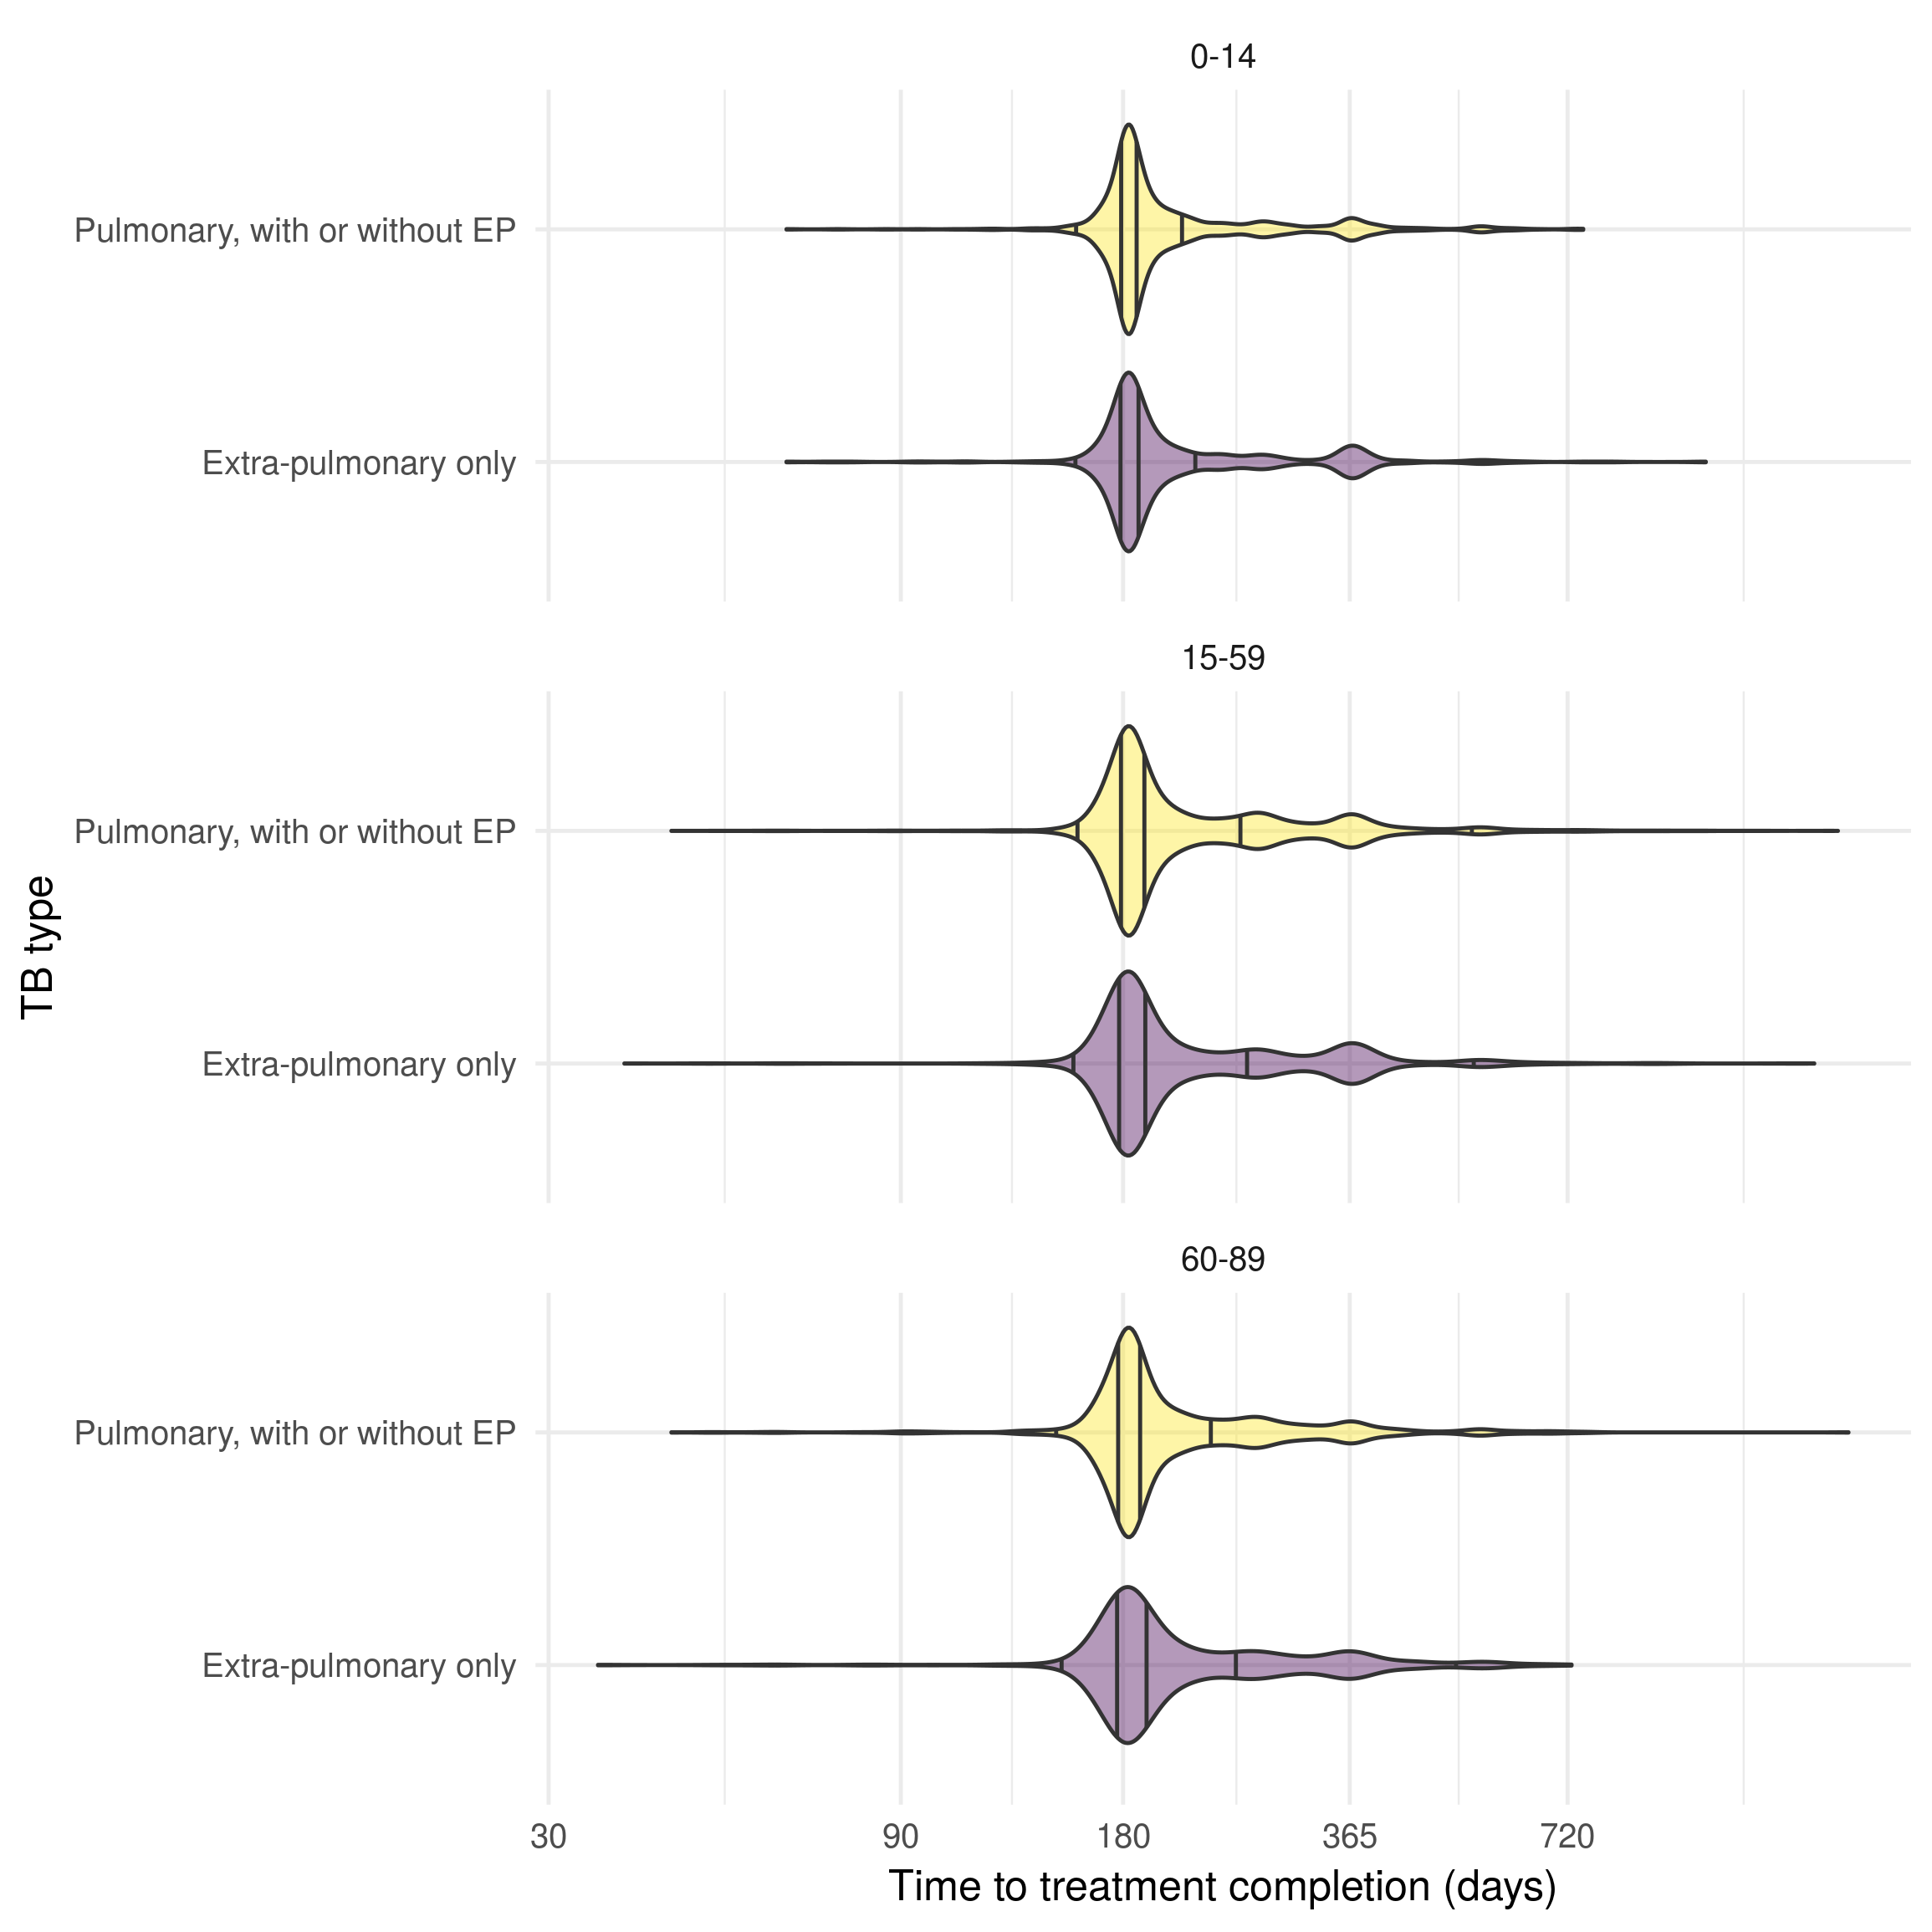 0-14
Pulmonary, with or without EP
Extra-pulmonary only
15-59
Pulmonary, with or without EP
Extra-pulmonary only
60-89
Pulmonary, with or without EP
Extra-pulmonary only
TB type
30 90 180 365 720
Time to treatment completion (days)